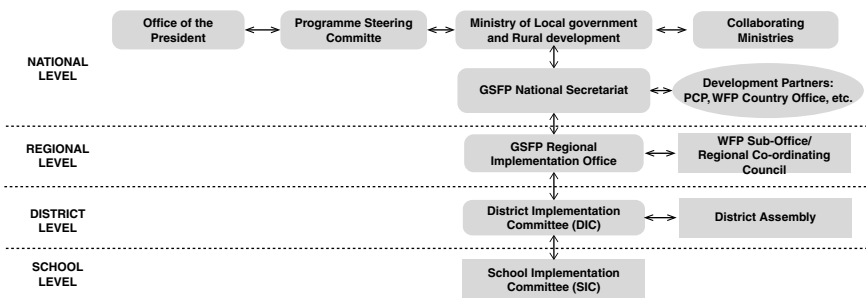 Office of the
President
Programme Steering
Committe
Ministry of Local government
and Rural development
Collaborating
Ministries
NATIONAL
LEVEL
GSFP National Secretariat
Development Partners:
PCP, WFP Country Office, etc.
REGIONAL
LEVEL
GSFP Regional
Implementation Office
WFP Sub-Office/
Regional Co-ordinating
Council
DISTRICT
LEVEL
District Implementation
Committee (DIC)
District Assembly
SCHOOL
LEVEL
School Implementation
Committee (SIC)